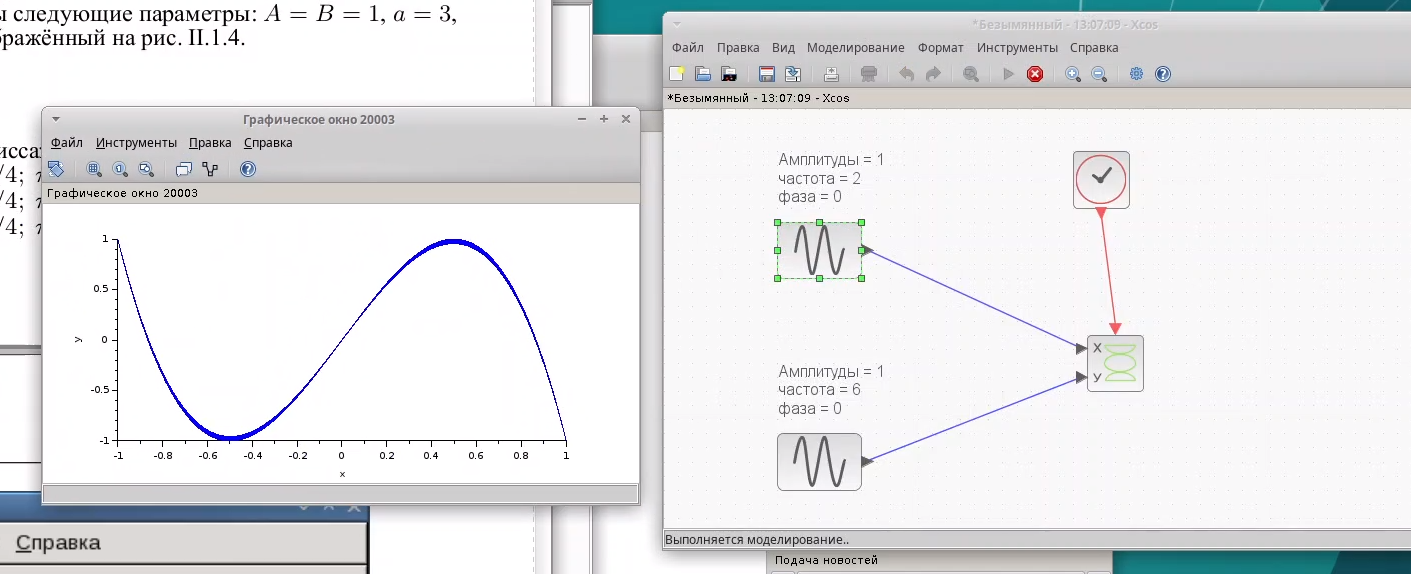 следующие параметры: A = B = 1, a = 3,
на рис. II.1.4.
/4;
/4;
/4;
Графическое окно 20003
Файл Инструменты Правка Справка
Графическое окно 20003
1
0.5
0
-0.5
-1
y
-1 -0.8 -0.6 -0.4 -0.2 0 0.2 0.4 0.6 0.8 1
x
Справка
*Безымянный - 13:07:09 - Xcos
Файл Правка Вид Моделирование Формат Инструменты Справка
*Безымянный - 13:07:09 - Xcos
Амплитуды = 1
частота = 2
фаза = 0
X
У
Амплитуды = 1
частота = 6
фаза = 0
Выполняется моделирование..
Подача новостей